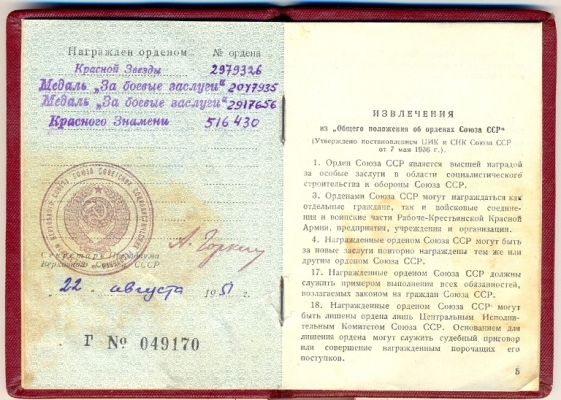 Награжден орденом № ордена
Красной Звезды 2979326
Медаль „За боевые заслуги" 2077935
Медаль „За боевые заслуги" 2917656
Красного Знамени 516430
А. Горкин
Секретарь Президиума
Верховного Совета СССР
22 августа 1951 г.
Г № 049170
ИЗВЛЕЧЕНИЯ
из „Общего положения об орденах Союза ССР"
(Утверждено постановлением ЦИК и СНК Союза ССР
от 7 мая 1936 г.).
1. Орден Союза ССР является высшей наградой
за особые заслуги в области социалистического
строительства и обороны Союза ССР.
3. Орденами Союза ССР могут награждаться как
отдельные граждане, так и войсковые соедине-
ния и воинские части Рабоче-Крестьянской Красной
Армии, предприятия, учреждения и организации.
4. Награжденные орденом Союза ССР могут быть
за новые заслуги повторно награждены тем же или
другим орденом Союза ССР.
17. Награжденные орденом Союза ССР должны
служить примером выполнения всех обязанностей,
возлагаемых законом на граждан Союза ССР.
18. Награжденные орденом Союза ССР могут
быть лишены ордена лишь Центральным Исполни-
тельным Комитетом Союза ССР. Основанием для
лишения ордена могут служить судебный приговор
или совершение награжденным порочащих его
поступков.
5